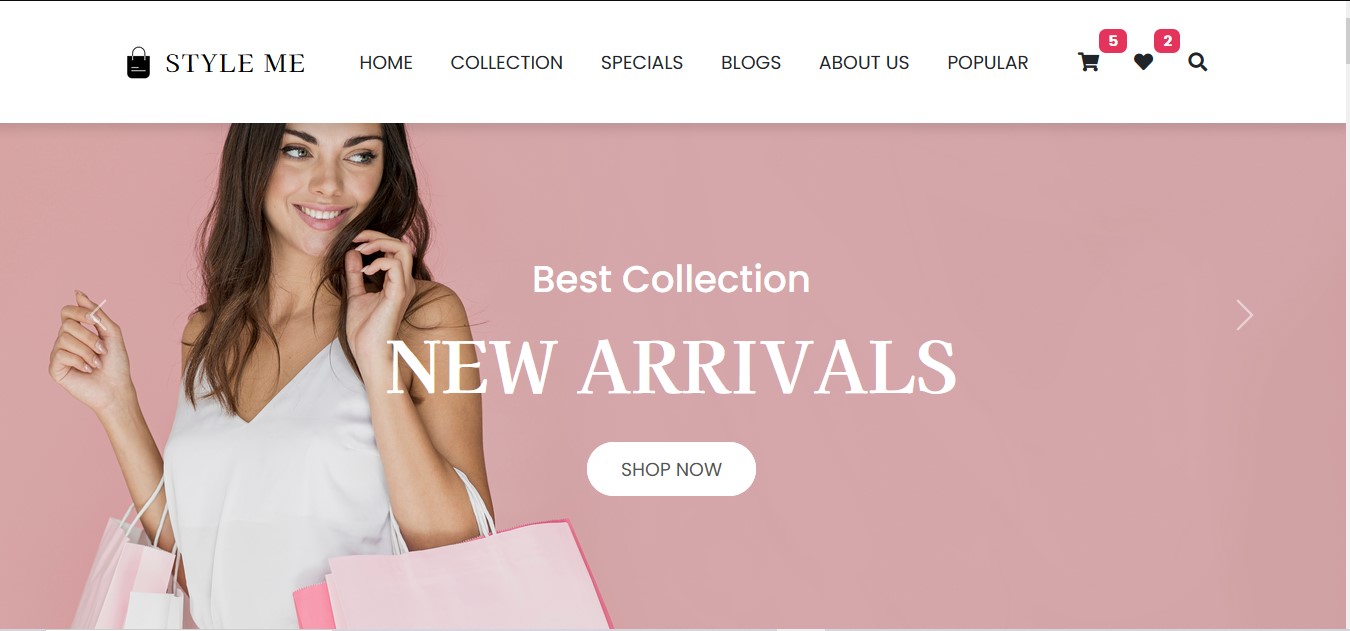 5 2
STYLE ME HOME COLLECTION SPECIALS BLOGS ABOUT US POPULAR
Best Collection
NEW ARRIVALS
SHOP NOW